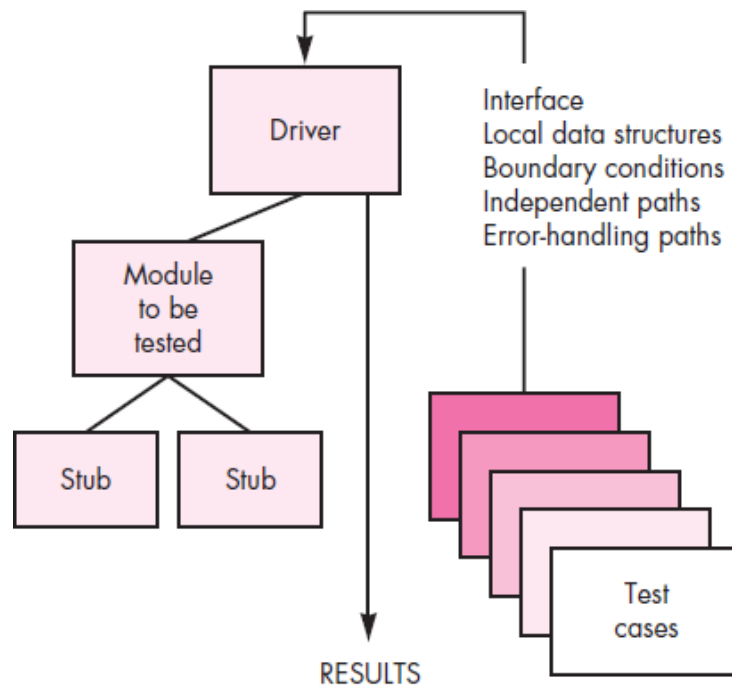 Driver
Interface
Local data structures
Boundary conditions
Independent paths
Error-handling paths
Module
to be
tested
Stub
Stub
Test
cases
RESULTS